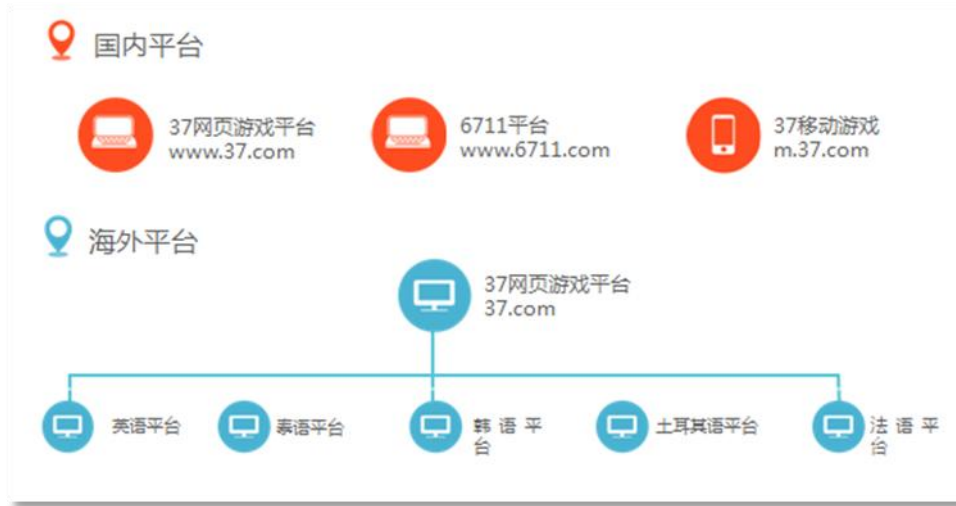 国内平台
37网页游戏平台
www.37.com
6711平台
www.6711.com
37移动游戏
m.37.com
海外平台
37网页游戏平台
37.com
英语平台
泰语平台
韩 语 平
台
土耳其语平台
法 语 平
台